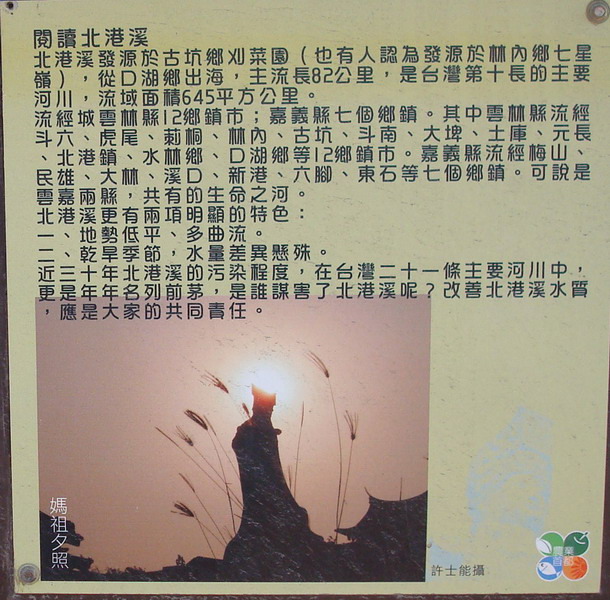 閱讀北港溪
北港溪發源於古坑鄉刈菜園（也有人認為發源於林內鄉七星
嶺），從口湖鄉出海，主流長82公里，是台灣第十長的主要
河川，流域面積645平方公里。
流經城雲林縣12鄉鎮市；嘉義縣七個鄉鎮。其中雲林縣流經
斗六、虎尾、莿桐、林內、古坑、斗南、大埤、土庫、元長
、北港鎮、水林鄉、口湖鄉等12鄉鎮市。嘉義縣流經梅山、
民雄、大林、溪口、新港、六腳、東石等七個鄉鎮。可說是
雲嘉兩縣，共有的生命之河。
北港溪更有兩項明顯的特色：
一、地勢低平、多曲流。
二、乾旱季節，水量差異懸殊。
近三十年北港溪的污染程度，在台灣二十一條主要河川中，
更是年年名列前茅，是誰謀害了北港溪呢？改善北港溪水質
，應是大家的共同責任。
媽祖夕照
許士能攝
農業
首都